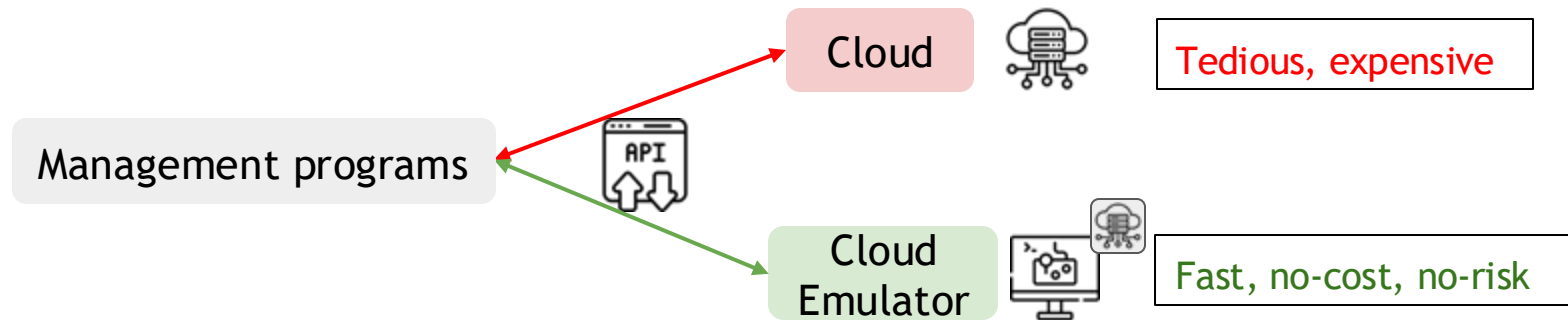 Cloud
Tedious, expensive
Management programs
API
Cloud
Emulator
>_
Fast, no-cost, no-risk